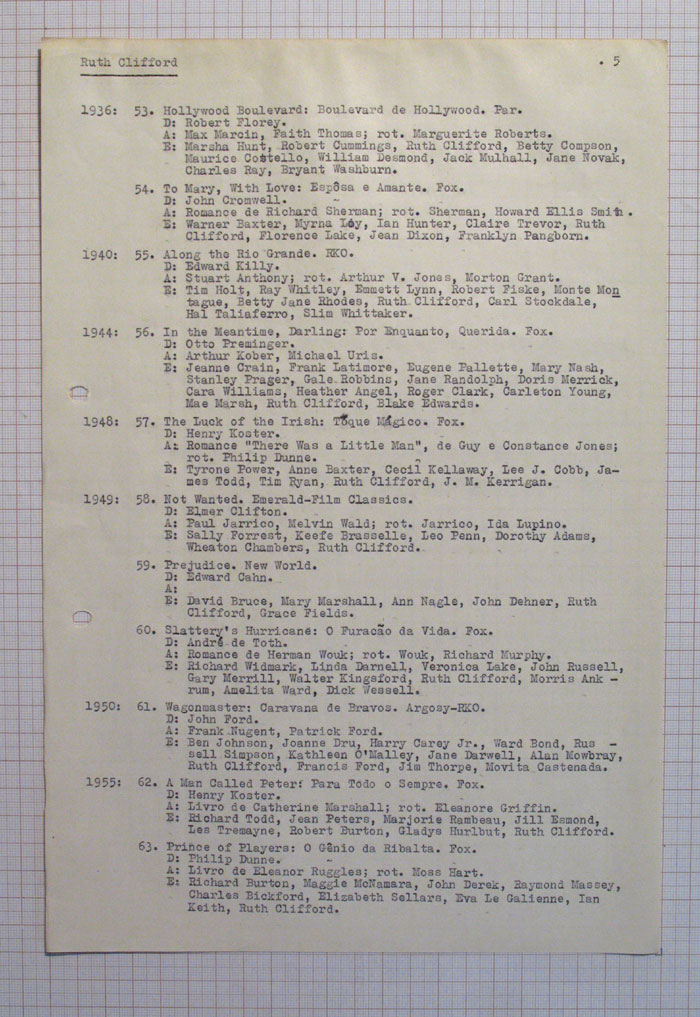 Ruth Clifford . 5
1936: 53. Hollywood Boulevard: Boulevard de Hollywood. Par.
D: Robert Florey.
A: Max Marcin, Faith Thomas; rot. Marguerite Roberts.
E: Marsha Hunt, Robert Cummings, Ruth Clifford, Betty Compson,
Maurice Costello, William Desmond, Jack Mulhall, Jane Novak,
Charles Ray, Bryant Washburn.
54. To Mary, With Love: Espôsa e Amante. Fox.
D: John Cromwell.
A: Romance de Richard Sherman; rot. Sherman, Howard Ellis Smith.
E: Warner Baxter, Myrna Loy, Ian Hunter, Claire Trevor, Ruth
Clifford, Florence Lake, Jean Dixon, Franklyn Pangborn.
1940: 55. Along the Rio Grande. RKO.
D: Edward Killy.
A: Stuart Anthony; rot. Arthur V. Jones, Morton Grant.
E: Tim Holt, Ray Whitley, Emmett Lynn, Robert Fiske, Monte Mon
tague, Betty Jane Rhodes, Ruth Clifford, Carl Stockdale,
Hal Taliaferro, Slim Whittaker.
1944: 56. In the Meantime, Darling: Por Enquanto, Querida. Fox.
D: Otto Preminger.
A: Arthur Kober, Michael Uris.
E: Jeanne Crain, Frank Latimore, Eugene Pallette, Mary Nash,
Stanley Prager, Gale Robbins, Jane Randolph, Doris Merrick,
Cara Williams, Heather Angel, Roger Clark, Carleton Young,
Mae Marsh, Ruth Clifford, Blake Edwards.
1948: 57. The Luck of the Irish: Toque Mágico. Fox.
D: Henry Koster.
A: Romance "There Was a Little Man", de Guy e Constance Jones;
rot. Philip Dunne.
E: Tyrone Power, Anne Baxter, Cecil Kellaway, Lee J. Cobb, Ja-
mes Todd, Tim Ryan, Ruth Clifford, J. M. Kerrigan.
1949: 58. Not Wanted. Emerald-Film Classics.
D: Elmer Clifton.
A: Paul Jarrico, Melvin Wald; rot. Jarrico, Ida Lupino.
E: Sally Forrest, Keefe Brasselle, Leo Penn, Dorothy Adams,
Wheaton Chambers, Ruth Clifford.
59. Prejudice. New World.
D: Edward Cahn.
A:
E: David Bruce, Mary Marshall, Ann Nagle, John Dehner, Ruth
Clifford, Grace Fields.
60. Slattery's Hurricane: O Furacão da Vida. Fox.
D: André de Toth.
A: Romance de Herman Wouk; rot. Wouk, Richard Murphy.
E: Richard Widmark, Linda Darnell, Veronica Lake, John Russell,
Gary Merrill, Walter Kingsford, Ruth Clifford, Morris Ank -
rum, Amelita Ward, Dick Wessell.
1950: 61. Wagonmaster: Caravana de Bravos. Argosy-RKO.
D: John Ford.
A: Frank Nugent, Patrick Ford.
E: Ben Johnson, Joanne Dru, Harry Carey Jr., Ward Bond, Rus -
sell Simpson, Kathleen O'Malley, Jane Darwell, Alan Mowbray,
Ruth Clifford, Francis Ford, Jim Thorpe, Movita Castenada.
1955: 62. A Man Called Peter: Para Todo o Sempre. Fox.
D: Henry Koster.
A: Livro de Catherine Marshall; rot. Eleanore Griffin.
E: Richard Todd, Jean Peters, Marjorie Rambeau, Jill Esmond,
Les Tremayne, Robert Burton, Gladys Hurlbut, Ruth Clifford.
63. Prince of Players: O Gênio da Ribalta. Fox.
D: Philip Dunne.
A: Livro de Eleanor Ruggles; rot. Moss Hart.
E: Richard Burton, Maggie McNamara, John Derek, Raymond Massey,
Charles Bickford, Elizabeth Sellars, Eva Le Galienne, Ian
Keith, Ruth Clifford.